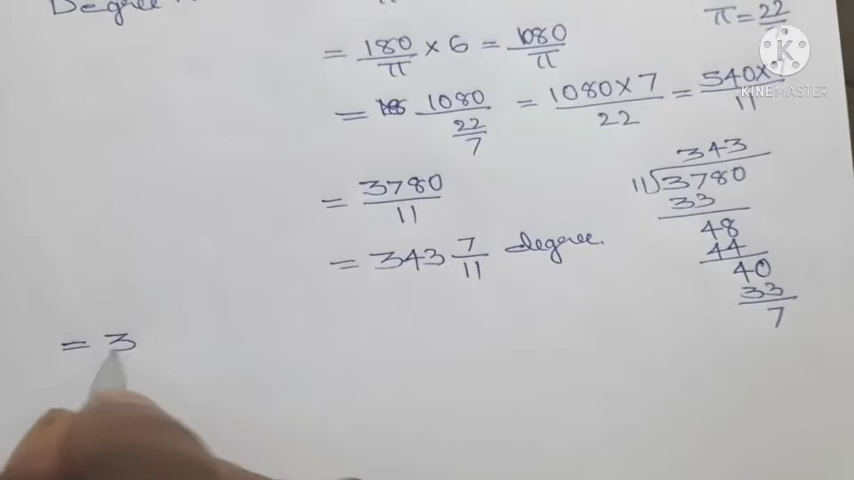 Degree
π = 22
= 180/π × 6 = 1080/π
KINEMASTER
= 1080/(22/7) = 1080×7/22 = 540×/11
343
= 3780/11
11)3780
33
48
= 343 7/11 degree.
44
40
33
7
= 3